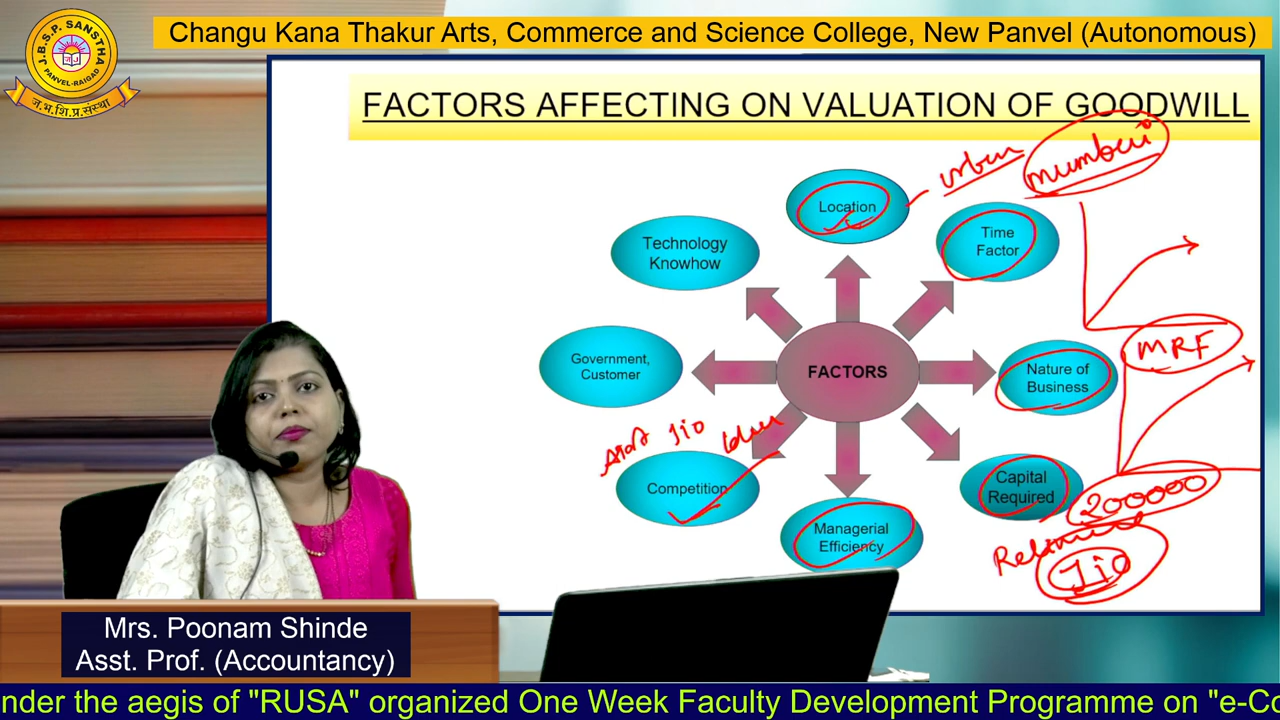 J.B.S.P. SANSTHA
PANVEL-RAIGAD
ज.भ.शि.प्र.संस्था
Changu Kana Thakur Arts, Commerce and Science College, New Panvel (Autonomous)
FACTORS AFFECTING ON VALUATION OF GOODWILL
urban
mumbai
Location
Time
Factor
Technology
Knowhow
MRF
Government,
Customer
FACTORS
Nature of
Business
Jio
Idea
Competition
Capital
Required
200000
Managerial
Efficiency
Reliance
Jio
Mrs. Poonam Shinde
Asst. Prof. (Accountancy)
nder the aegis of "RUSA" organized One Week Faculty Development Programme on "e-Co